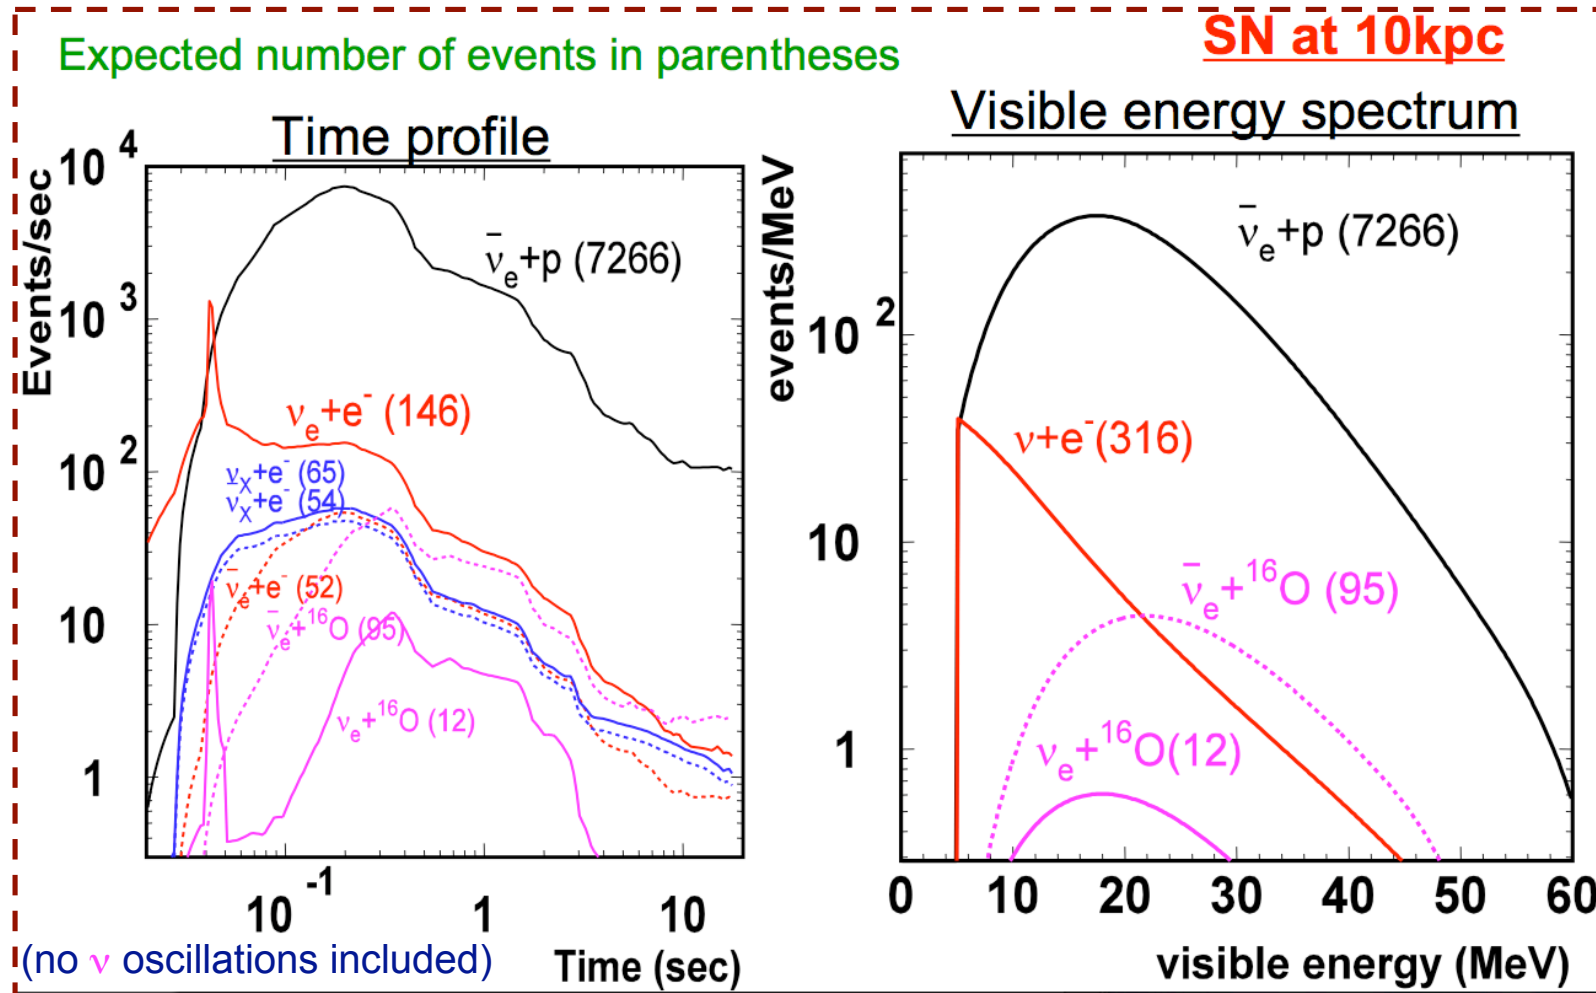 Expected number of events in parentheses
SN at 10kpc
Time profile
Visible energy spectrum
Events/sec
10 4
10 3
10 2
10
1
ν̄e+p (7266)
νe+e- (146)
νX+e- (65)
ν̄X+e- (54)
ν̄e+e- (52)
ν̄e+16O (95)
νe+16O (12)
10 -1
1
10
Time (sec)
(no ν oscillations included)
events/MeV
10 2
10
1
ν̄e+p (7266)
ν+e-(316)
ν̄e+16O (95)
νe+16O(12)
0 10 20 30 40 50 60
visible energy (MeV)